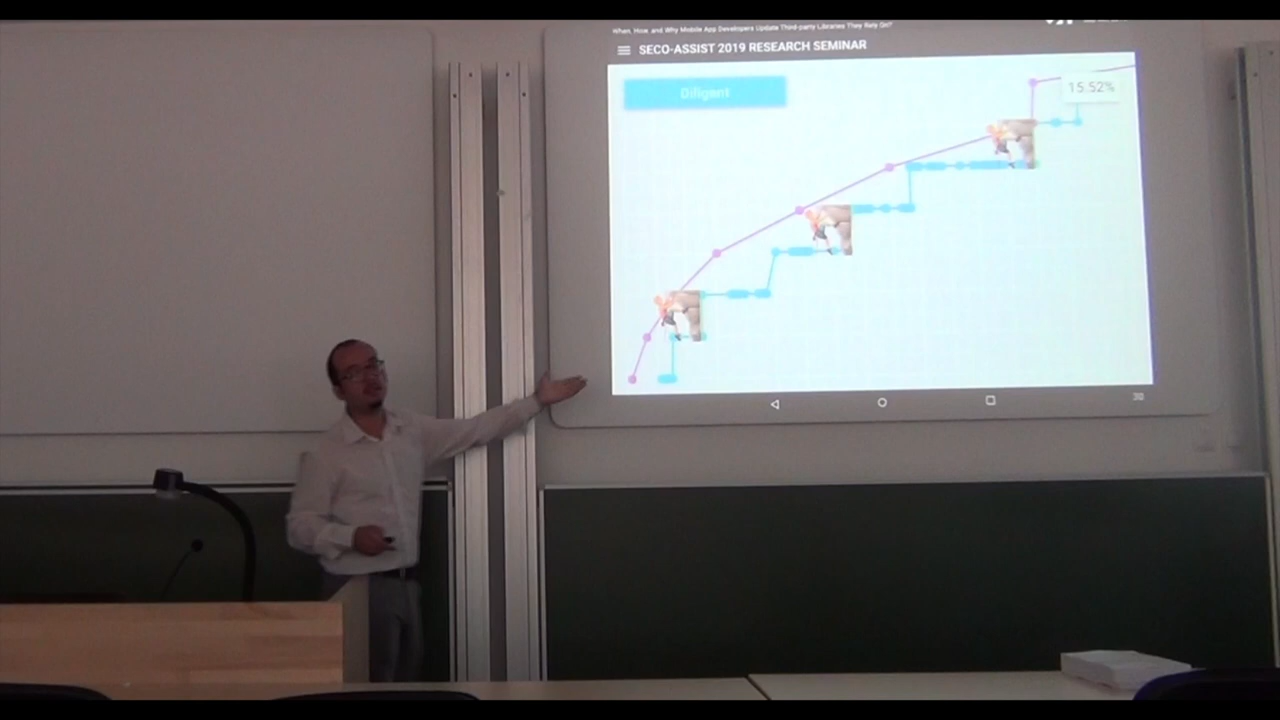 When, How, and Why Mobile App Developers Update Third-party Libraries They Rely On?
SECO-ASSIST 2019 RESEARCH SEMINAR
Diligent
15.52%